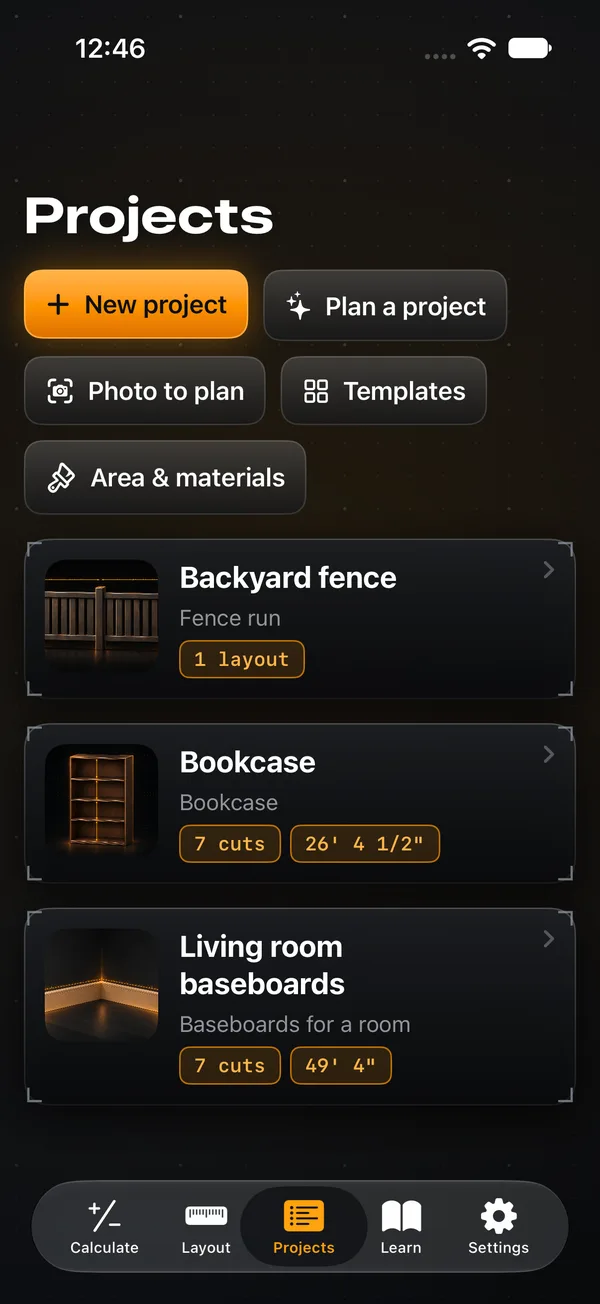 12:46
Projects
New project
Plan a project
Photo to plan
Templates
Area & materials
Backyard fence
Fence run
1 layout
Bookcase
Bookcase
7 cuts
26' 4 1/2"
Living room
baseboards
Baseboards for a room
7 cuts
49' 4"
Calculate
Layout
Projects
Learn
Settings